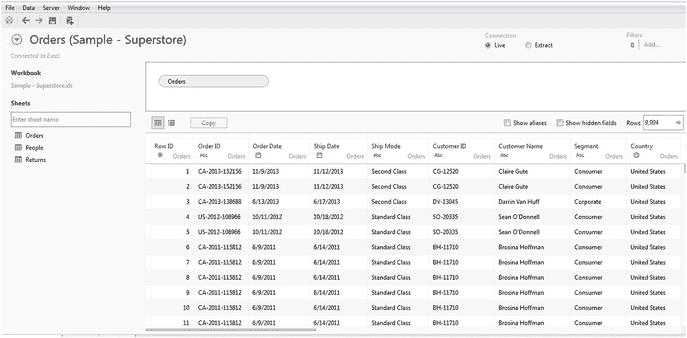 File Data Server Window Help
Orders (Sample - Superstore)
Connected to Excel
Connection
Live Extract
Filters
0 Add...
Workbook
Sample - Superstore.xls
Sheets
Enter sheet name
Orders
People
Returns
Orders
Copy
Show aliases Show hidden fields Rows 9,994
Row ID Order ID Order Date Ship Date Ship Mode Customer ID Customer Name Segment Country
Orders Abc Orders Orders Orders Abc Orders Abc Orders Abc Orders Abc Orders Orders
1 CA-2013-152156 11/9/2013 11/12/2013 Second Class CG-12520 Claire Gute Consumer United States
2 CA-2013-152156 11/9/2013 11/12/2013 Second Class CG-12520 Claire Gute Consumer United States
3 CA-2013-138688 6/13/2013 6/17/2013 Second Class DV-13045 Darrin Van Huff Corporate United States
4 US-2012-108966 10/11/2012 10/18/2012 Standard Class SO-20335 Sean O'Donnell Consumer United States
5 US-2012-108966 10/11/2012 10/18/2012 Standard Class SO-20335 Sean O'Donnell Consumer United States
6 CA-2011-115812 6/9/2011 6/14/2011 Standard Class BH-11710 Brosina Hoffman Consumer United States
7 CA-2011-115812 6/9/2011 6/14/2011 Standard Class BH-11710 Brosina Hoffman Consumer United States
8 CA-2011-115812 6/9/2011 6/14/2011 Standard Class BH-11710 Brosina Hoffman Consumer United States
9 CA-2011-115812 6/9/2011 6/14/2011 Standard Class BH-11710 Brosina Hoffman Consumer United States
10 CA-2011-115812 6/9/2011 6/14/2011 Standard Class BH-11710 Brosina Hoffman Consumer United States
11 CA-2011-115812 6/9/2011 6/14/2011 Standard Class BH-11710 Brosina Hoffman Consumer United States